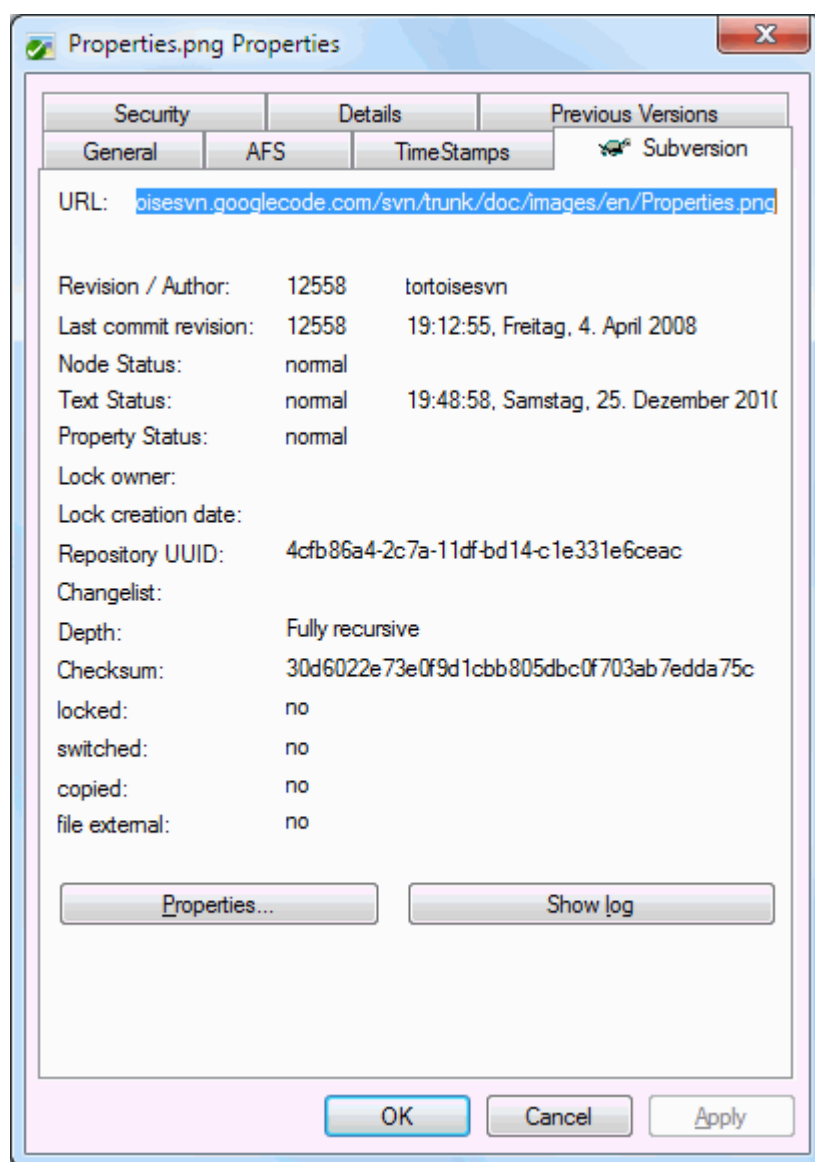 Properties.png Properties
Security Details Previous Versions
General AFS TimeStamps Subversion
URL: oisesvn.googlecode.com/svn/trunk/doc/images/en/Properties.png
Revision / Author: 12558 tortoisesvn
Last commit revision: 12558 19:12:55, Freitag, 4. April 2008
Node Status: normal
Text Status: normal 19:48:58, Samstag, 25. Dezember 2010
Property Status: normal
Lock owner:
Lock creation date:
Repository UUID: 4cfb86a4-2c7a-11df-bd14-c1e331e6ceac
Changelist:
Depth: Fully recursive
Checksum: 30d6022e73e0f9d1cbb805dbc0f703ab7edda75c
locked: no
switched: no
copied: no
file external: no
Properties... Show log
OK Cancel Apply